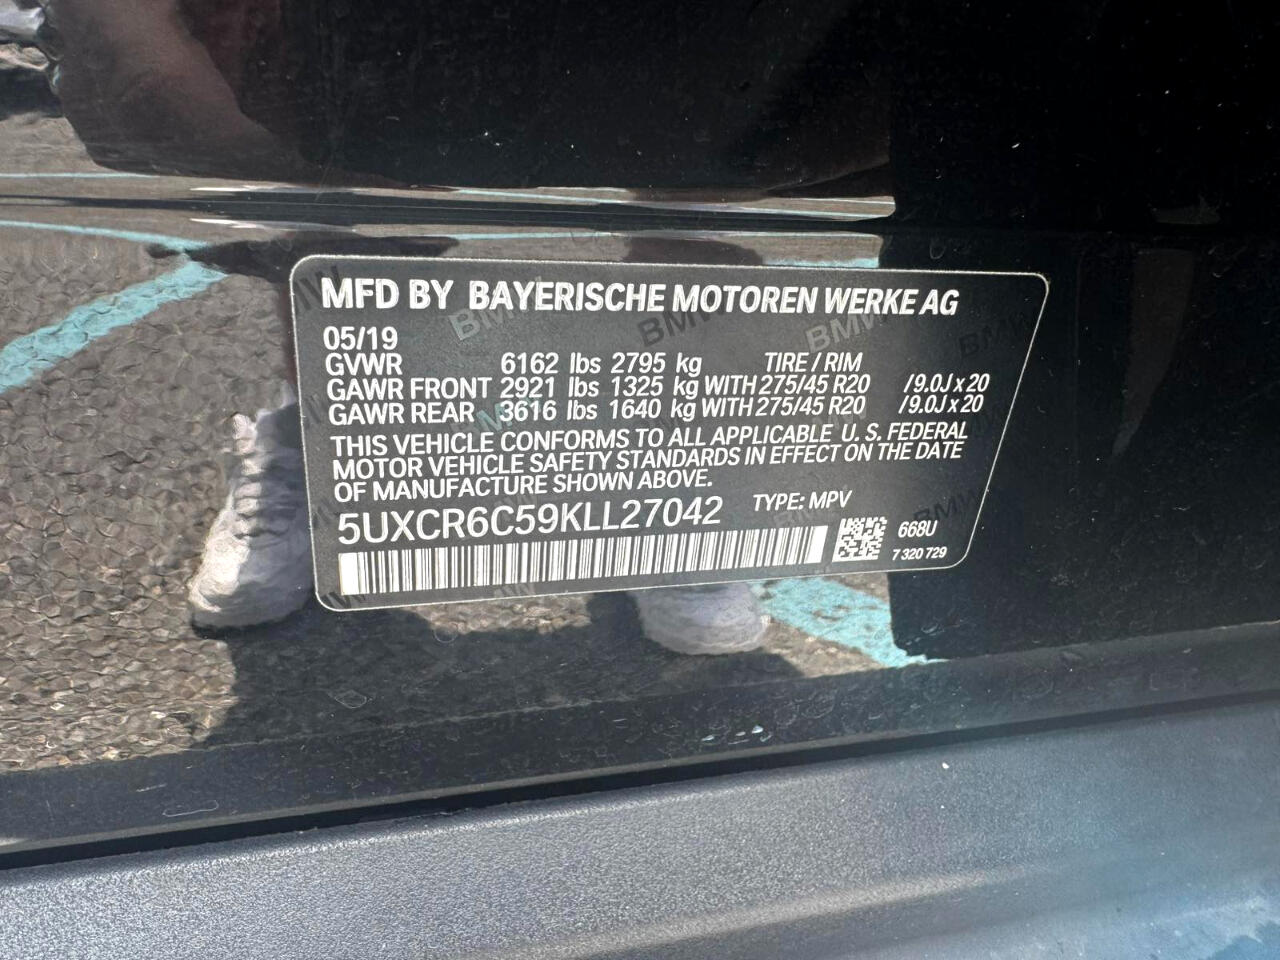 MFD BY BAYERISCHE MOTOREN WERKE AG
05/19
GVWR 6162 lbs 2795 kg TIRE / RIM
GAWR FRONT 2921 lbs 1325 kg WITH 275/45 R20 /9.0J x 20
GAWR REAR 3616 lbs 1640 kg WITH 275/45 R20 /9.0J x 20
THIS VEHICLE CONFORMS TO ALL APPLICABLE U. S. FEDERAL
MOTOR VEHICLE SAFETY STANDARDS IN EFFECT ON THE DATE
OF MANUFACTURE SHOWN ABOVE.
5UXCR6C59KLL27042 TYPE: MPV
668U
7 320 729